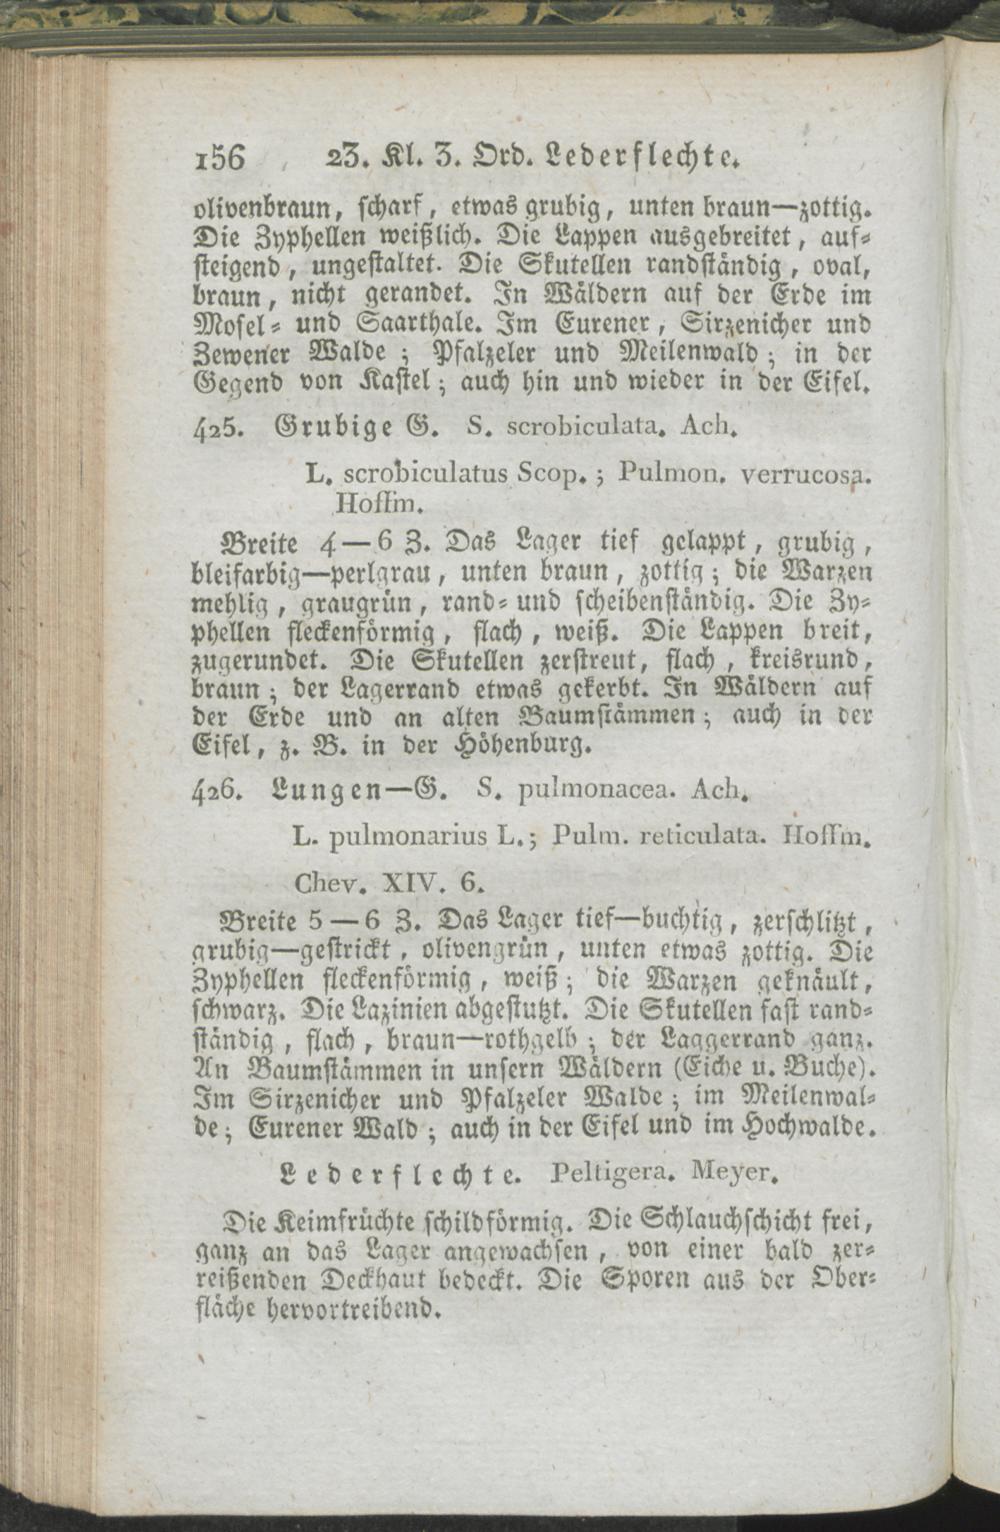 156 23. Kl. 3. Ord. Lederflechte.
olivenbraun, scharf, etwas grubig, unten braun—zottig.
Die Zyphellen weißlich. Die Lappen ausgebreitet, auf-
steigend, ungestaltet. Die Skutellen randständig, oval,
braun, nicht gerandet. In Wäldern auf der Erde im
Mosel- und Saarthale. Im Eurener, Sirzenicher und
Zewener Walde; Pfalzeler und Meilenwald; in der
Gegend von Kastel; auch hin und wieder in der Eifel.
425. Grubige G. S. scrobiculata. Ach.
L. scrobiculatus Scop.; Pulmon. verrucosa.
Hoffm.
Breite 4—6 Z. Das Lager tief gelappt, grubig,
bleifarbig—perlgrau, unten braun, zottig; die Warzen
mehlig, graugrün, rand- und scheibenständig. Die Zy-
phellen fleckenförmig, flach, weiß. Die Lappen breit,
zugerundet. Die Skutellen zerstreut, flach, kreisrund,
braun; der Lagerrand etwas gekerbt. In Wäldern auf
der Erde und an alten Baumstämmen; auch in der
Eifel, z. B. in der Höhenburg.
426. Lungen—G. S. pulmonacea. Ach.
L. pulmonarius L.; Pulm. reticulata. Hoffm.
Chev. XIV. 6.
Breite 5—6 Z. Das Lager tief—buchtig, zerschlitzt,
grubig—gestrickt, olivengrün, unten etwas zottig. Die
Zyphellen fleckenförmig, weiß; die Warzen geknäult,
schwarz. Die Lazinien abgestutzt. Die Skutellen fast rand-
ständig, flach, braun—rothgelb; der Laggerrand ganz.
An Baumstämmen in unsern Wäldern (Eiche u. Buche).
Im Sirzenicher und Pfalzeler Walde; im Meilenwal-
de; Eurener Wald; auch in der Eifel und im Hochwalde.
Lederflechte. Peltigera. Meyer.
Die Keimfrüchte schildförmig. Die Schlauchschicht frei,
ganz an das Lager angewachsen, von einer bald zer-
reißenden Deckhaut bedeckt. Die Sporen aus der Ober-
fläche hervortreibend.